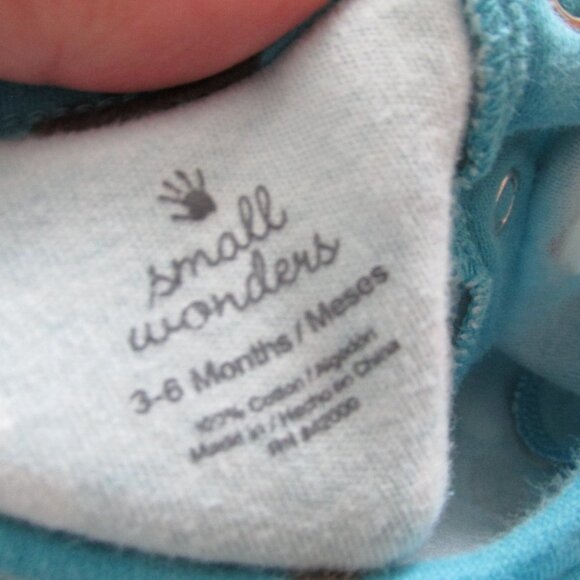 small
wonders
3-6 Months / Meses
100% Cotton / Algodón
Made in / Hecho en China
RN #42000